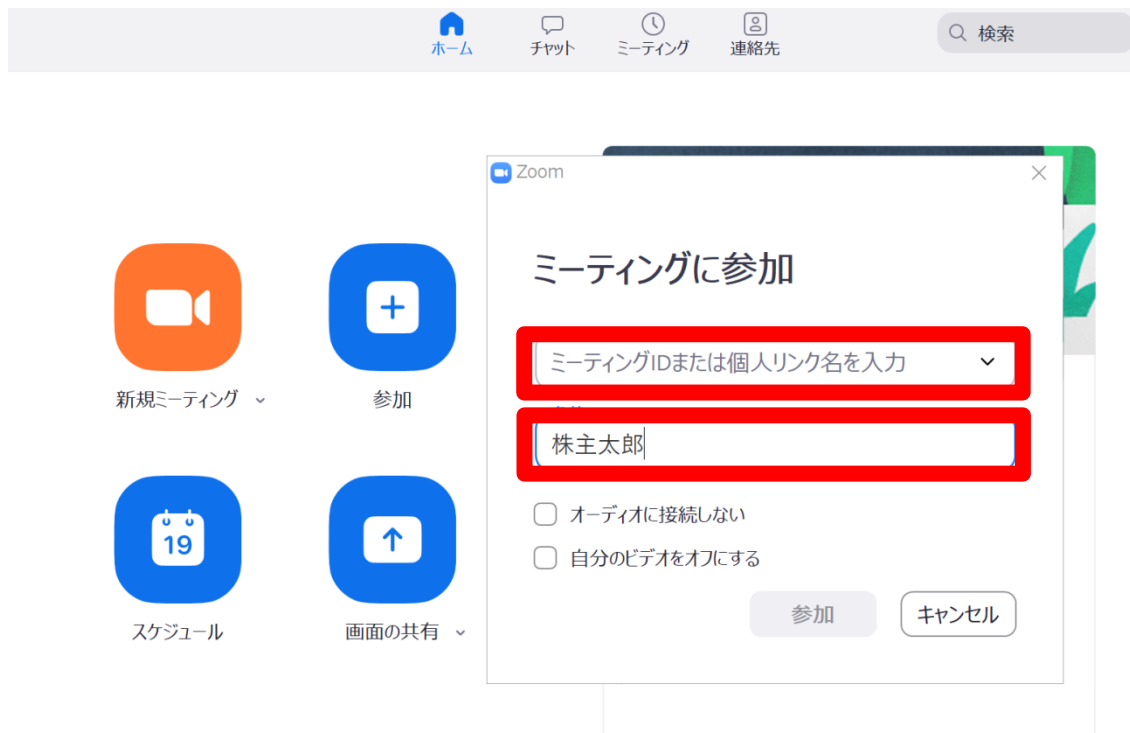 ホーム
チャット
ミーティング
連絡先
検索
Zoom
ミーティングに参加
ミーティングIDまたは個人リンク名を入力
株主太郎
オーディオに接続しない
自分のビデオをオフにする
参加
キャンセル
新規ミーティング
参加
19
スケジュール
画面の共有